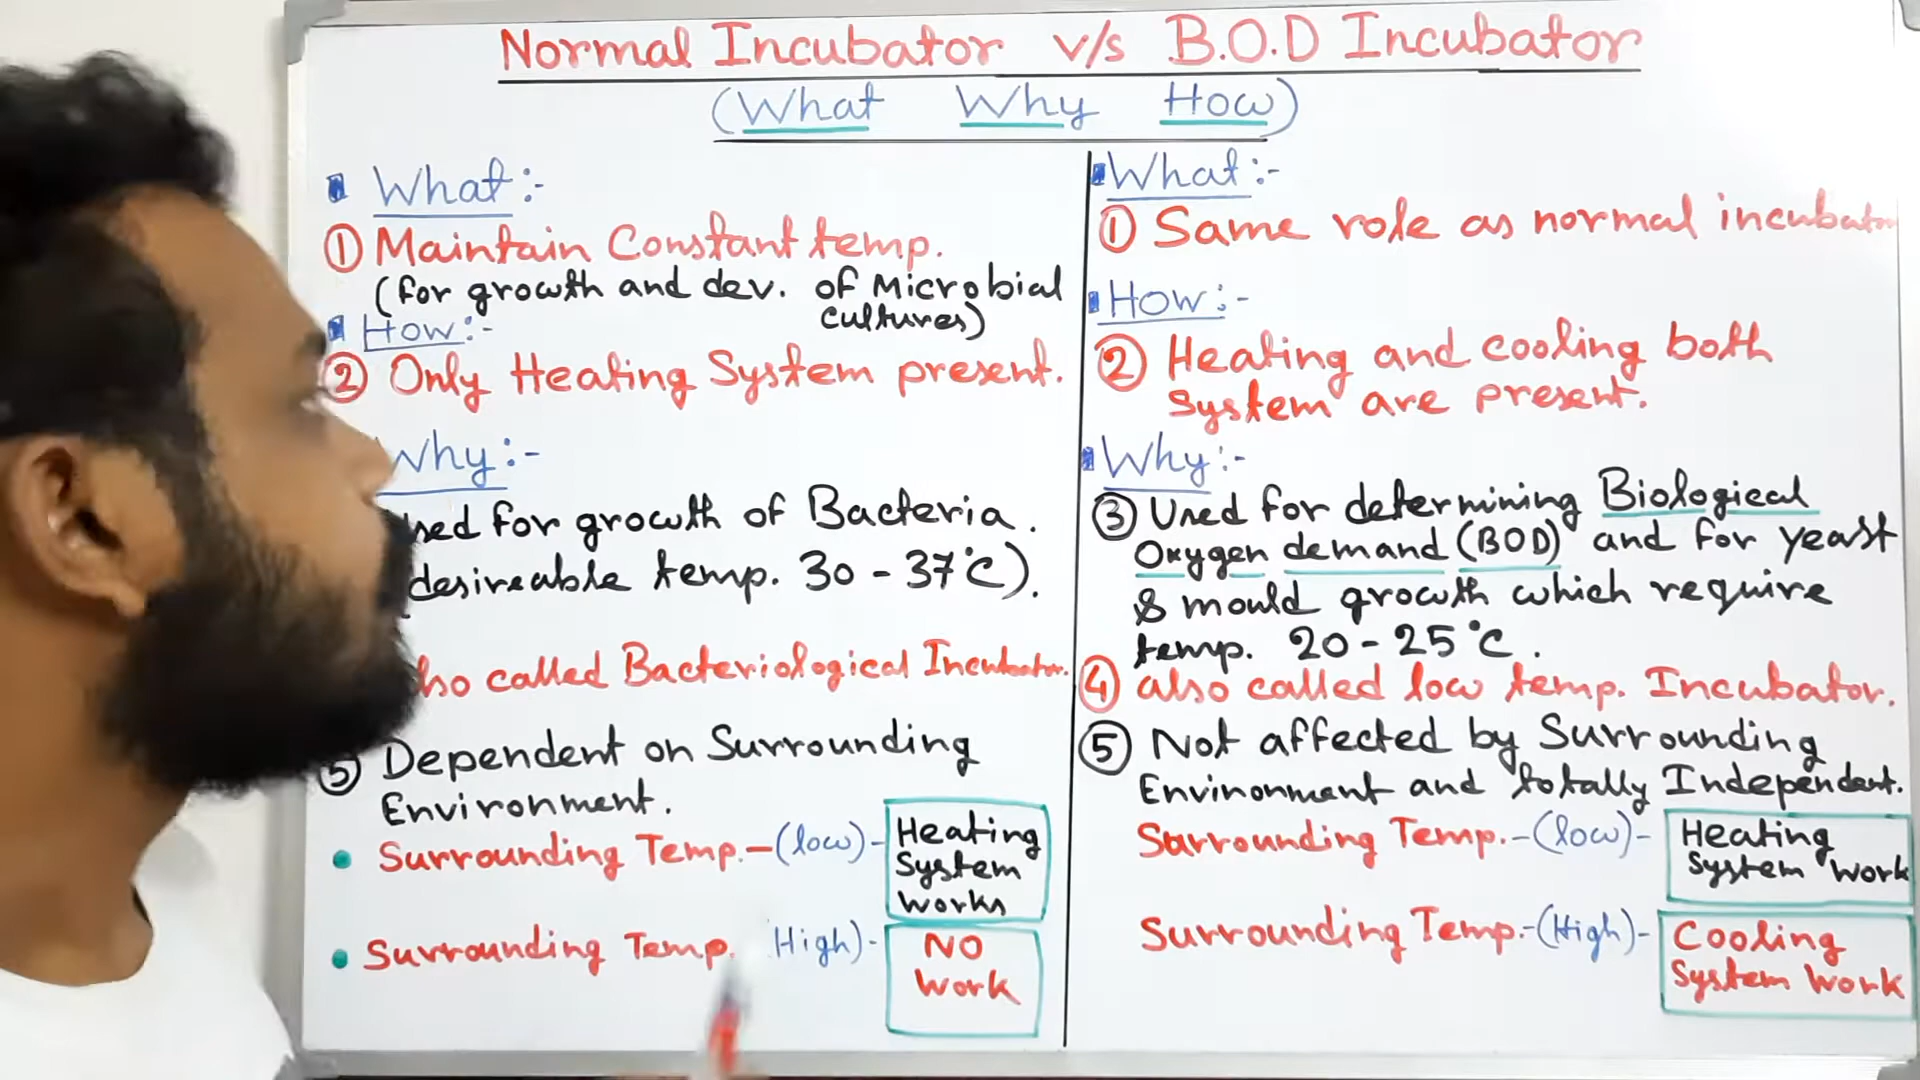 Normal Incubator v/s B.O.D Incubator
(What Why How)
What:-
① Maintain Constant temp.
(for growth and dev. of Microbial
cultures)
How:-
② Only Heating System present.
Why:-
for growth of Bacteria.
desireable temp. 30 - 37°C).
called Bacteriological Incubator.
5 Dependent on Surrounding
Environment.
Surrounding Temp. - (low) - Heating
System
Works
Surrounding Temp. High) - NO
Work
What:-
① Same role as normal incubator
How:-
② Heating and cooling both
System are present.
Why:-
③ Used for determining Biological
Oxygen demand (BOD) and for yeast
& mould growth which require
temp. 20 - 25°C.
④ also called low temp. Incubator.
⑤ Not affected by Surrounding
Environment and totally Independent.
Surrounding Temp. - (low) - Heating
System Work
Surrounding Temp. - (High) - Cooling
System Work